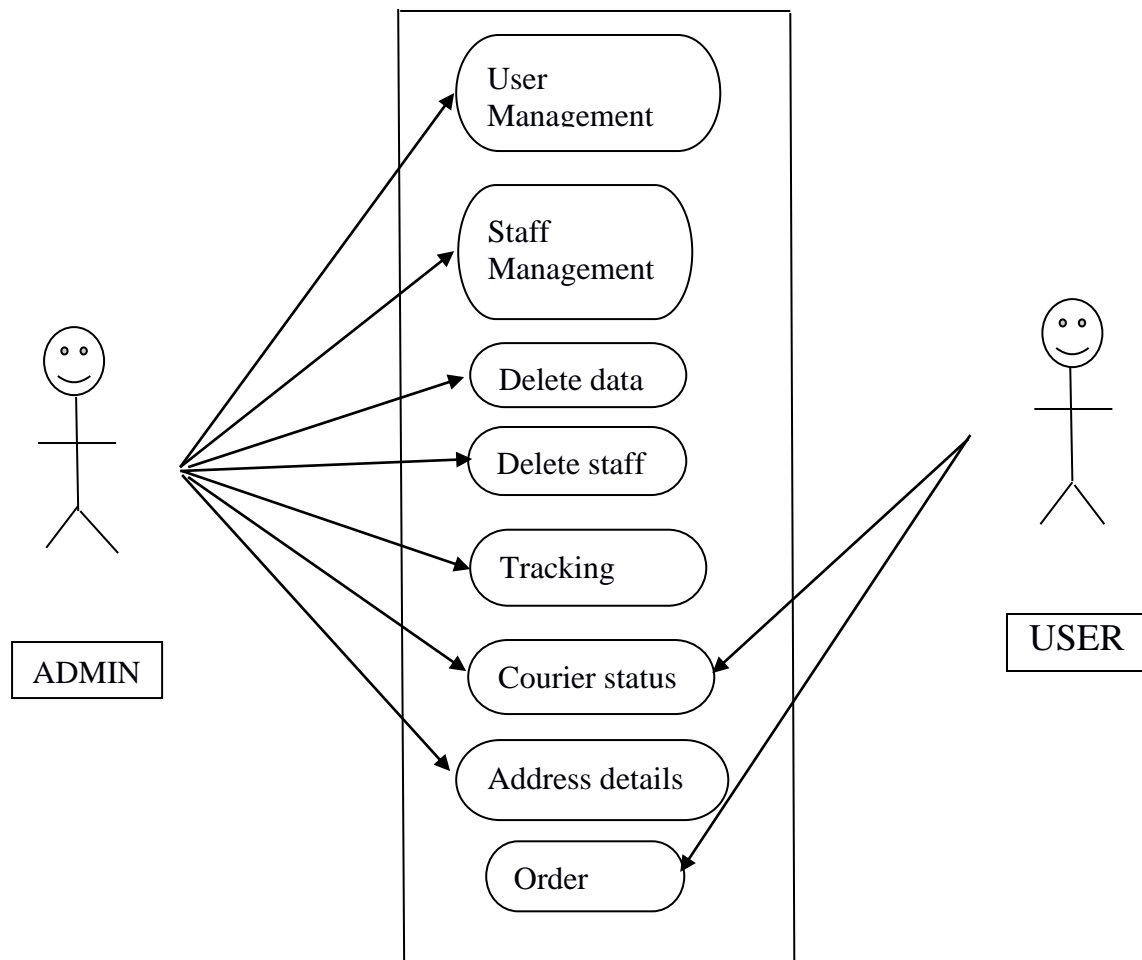 User
Management
Staff
Management
Delete data
Delete staff
Tracking
Courier status
Address details
Order
ADMIN
USER